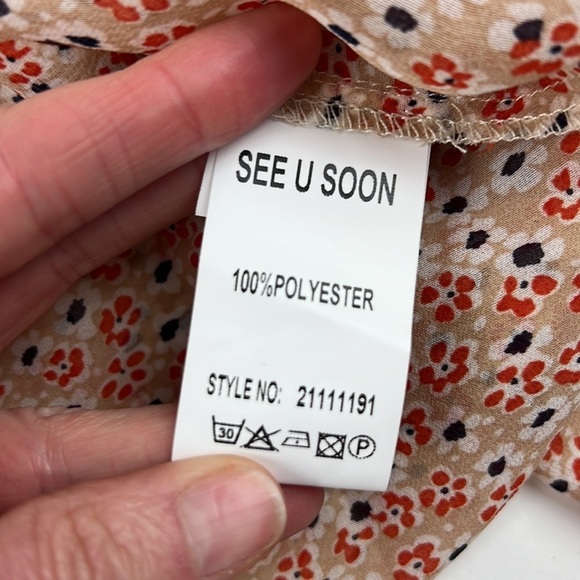 SEE U SOON
100%POLYESTER
STYLE NO: 21111191
30 P